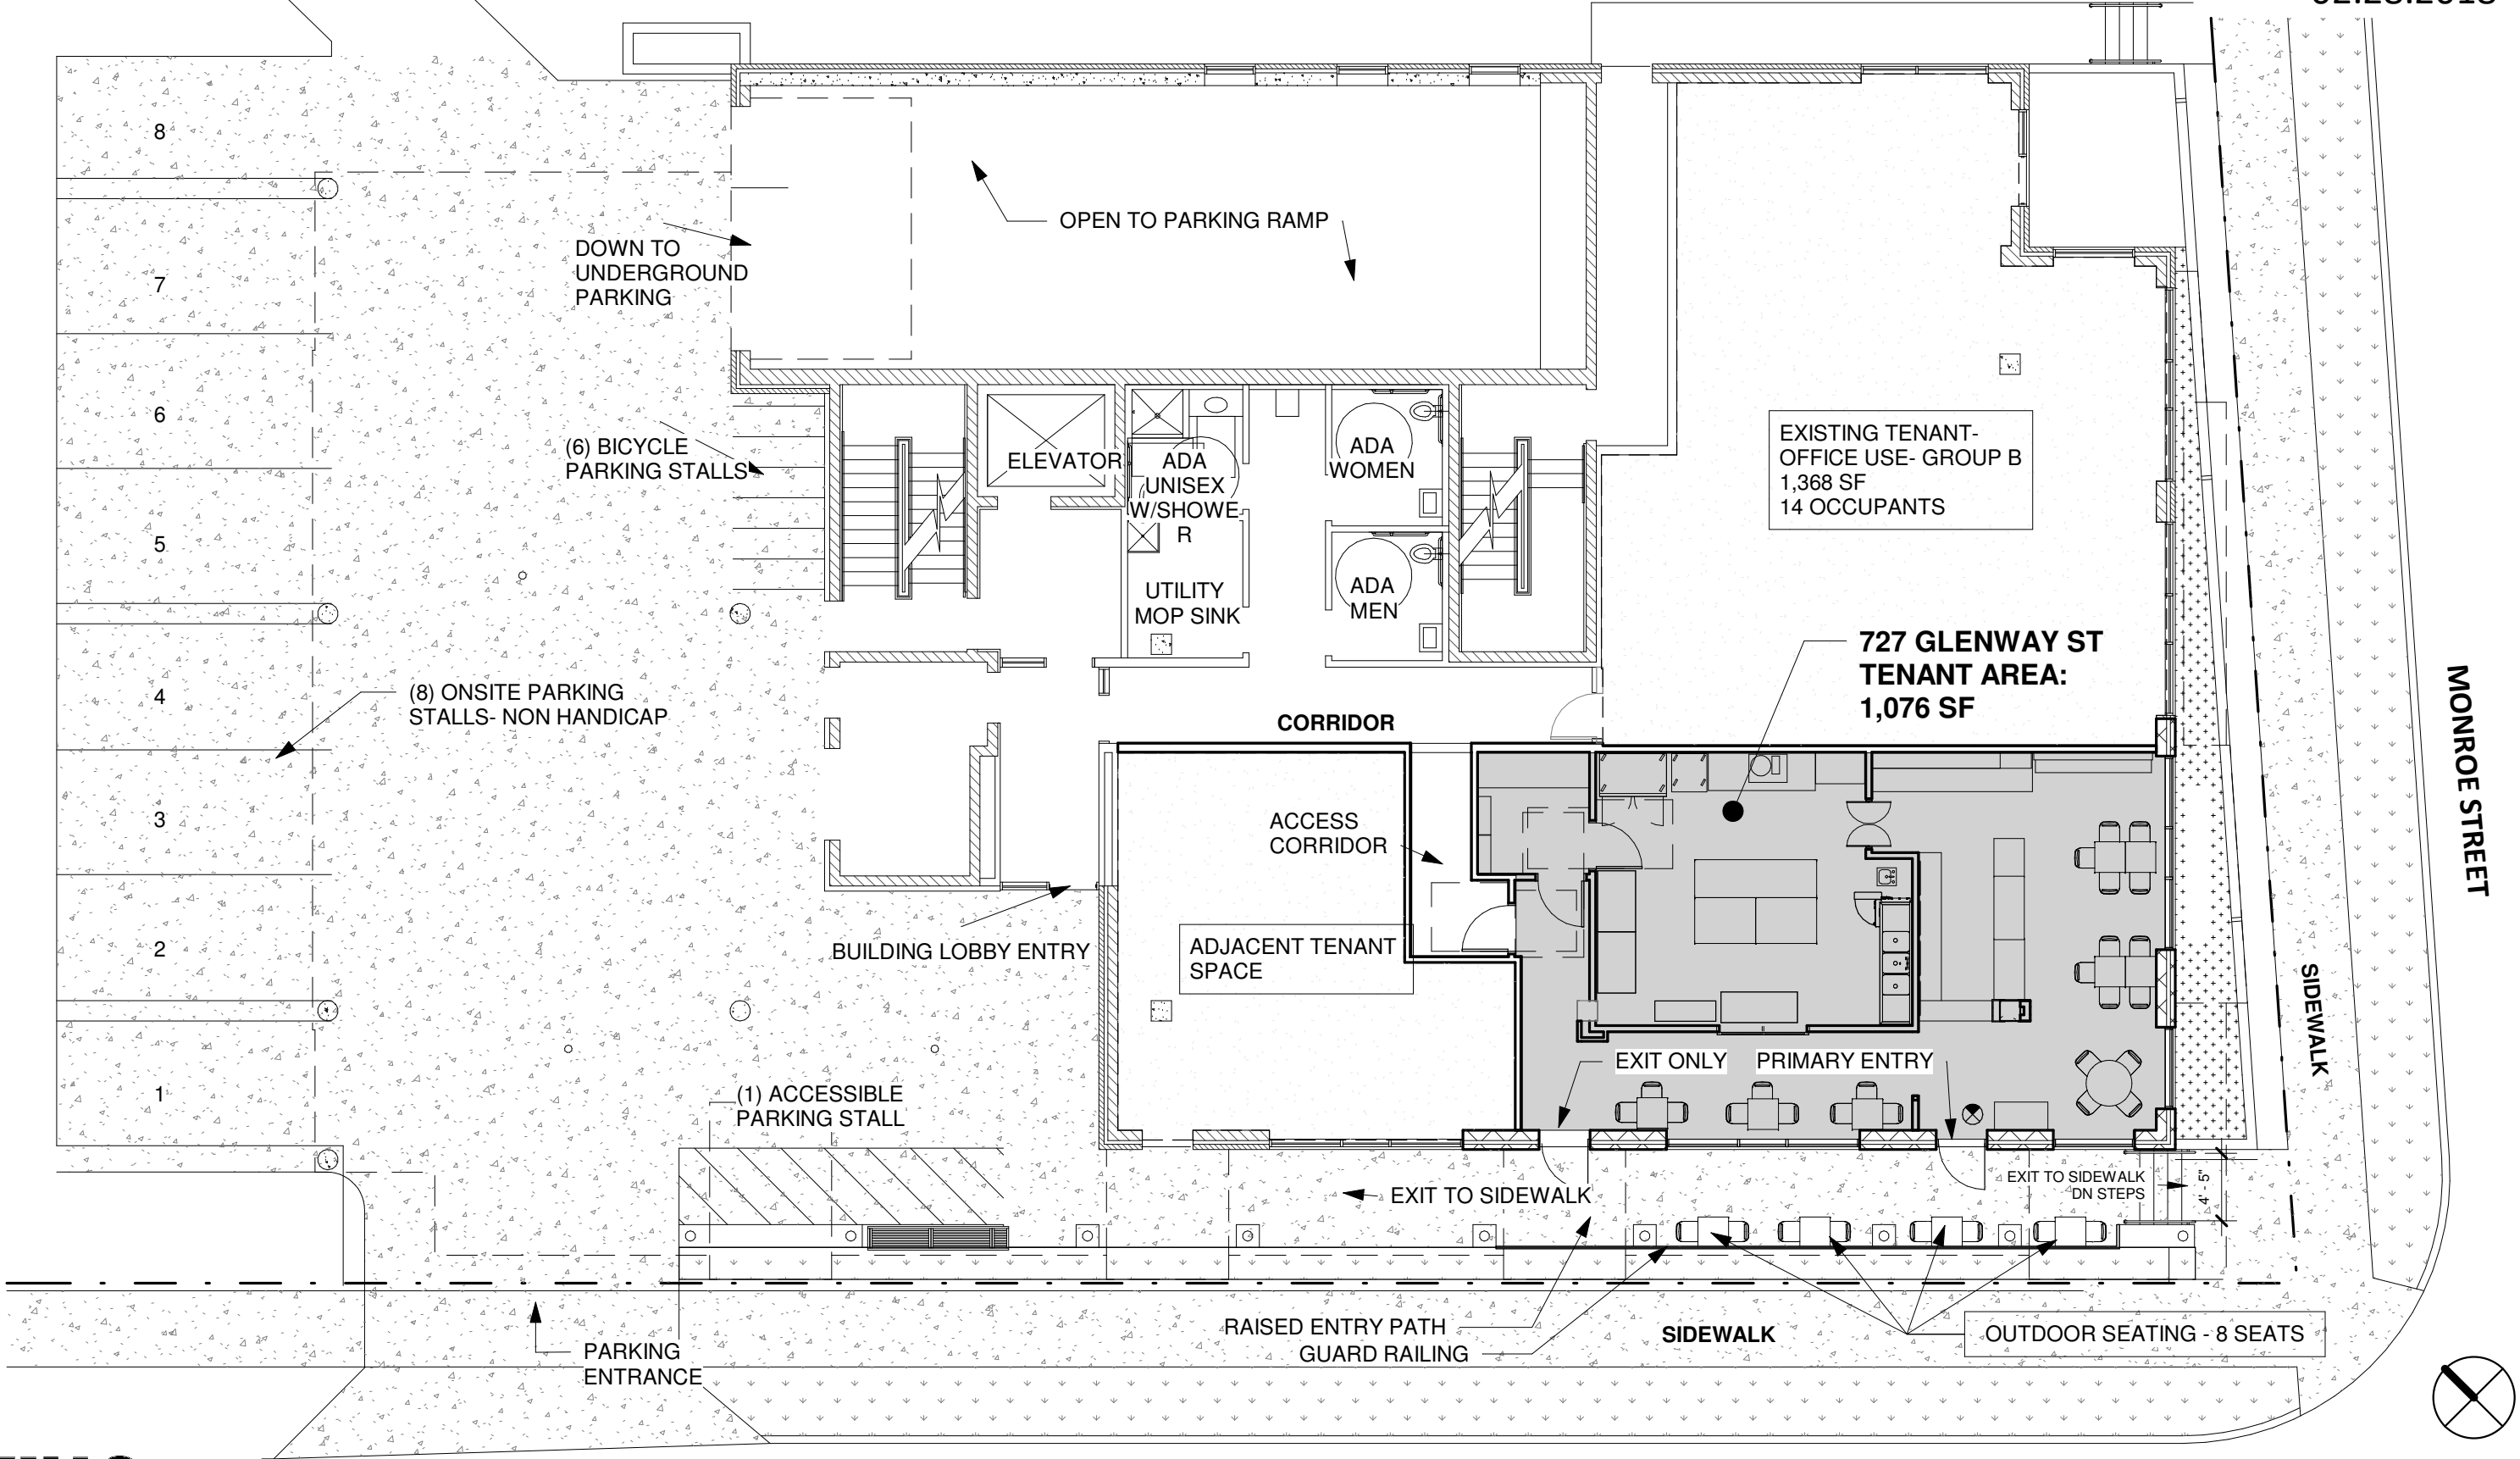 8
7
6
5
4
3
2
1
DOWN TO
UNDERGROUND
PARKING
OPEN TO PARKING RAMP
(6) BICYCLE
PARKING STALLS
ELEVATOR
ADA
UNISEX
W/SHOWE
R
UTILITY
MOP SINK
ADA
WOMEN
ADA
MEN
EXISTING TENANT-
OFFICE USE- GROUP B
1,368 SF
14 OCCUPANTS
727 GLENWAY ST
TENANT AREA:
1,076 SF
(8) ONSITE PARKING
STALLS- NON HANDICAP
CORRIDOR
ACCESS
CORRIDOR
BUILDING LOBBY ENTRY
ADJACENT TENANT
SPACE
MONROE STREET
SIDEWALK
EXIT ONLY
PRIMARY ENTRY
(1) ACCESSIBLE
PARKING STALL
EXIT TO SIDEWALK
EXIT TO SIDEWALK
DN STEPS
4' - 5"
RAISED ENTRY PATH
GUARD RAILING
SIDEWALK
OUTDOOR SEATING - 8 SEATS
PARKING
ENTRANCE